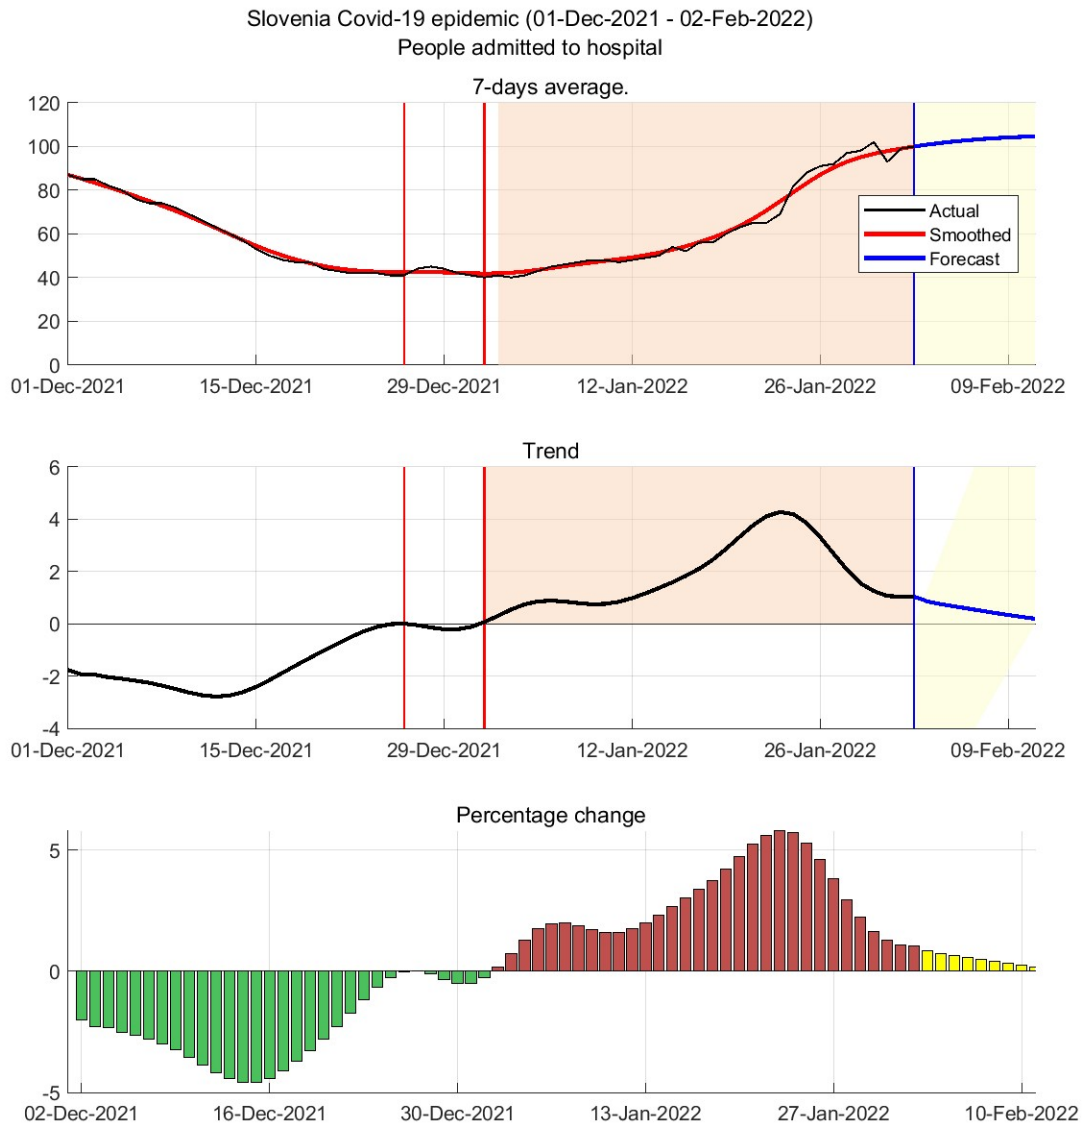 Slovenia Covid-19 epidemic (01-Dec-2021 - 02-Feb-2022)
People admitted to hospital
7-days average.
120
100
80
60
40
20
0
Actual
Smoothed
Forecast
01-Dec-2021 15-Dec-2021 29-Dec-2021 12-Jan-2022 26-Jan-2022 09-Feb-2022
Trend
6
4
2
0
-2
-4
01-Dec-2021 15-Dec-2021 29-Dec-2021 12-Jan-2022 26-Jan-2022 09-Feb-2022
Percentage change
5
0
-5
02-Dec-2021 16-Dec-2021 30-Dec-2021 13-Jan-2022 27-Jan-2022 10-Feb-2022